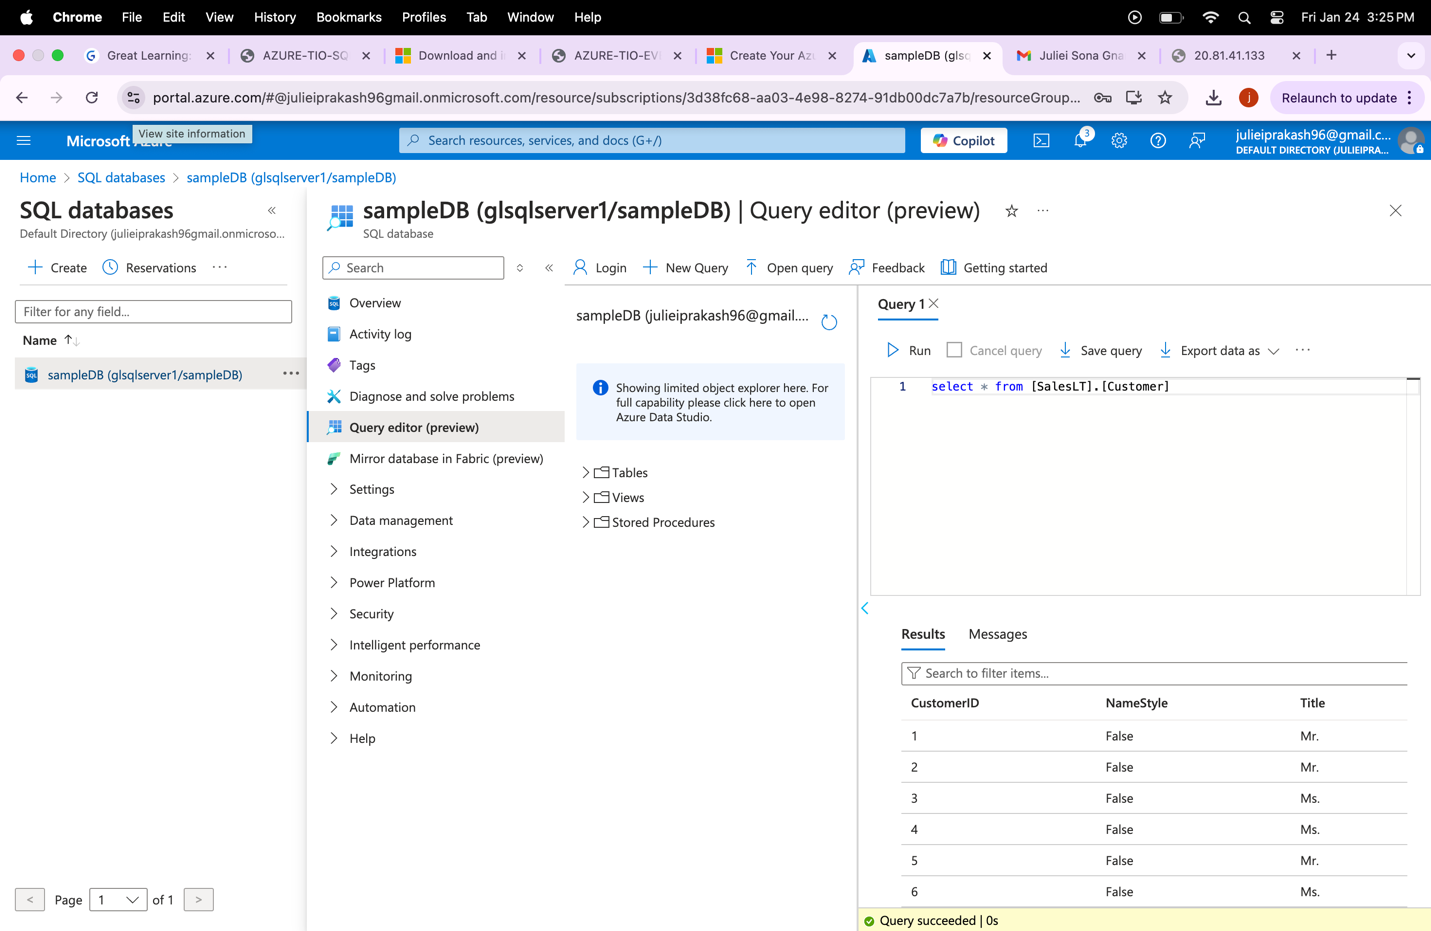 Chrome File Edit View History Bookmarks Profiles Tab Window Help Fri Jan 24 3:25 PM
Great Learning: AZURE-TIO-SQ Download and i AZURE-TIO-EV Create Your Azu sampleDB (glsq Juliei Sona Gna 20.81.41.133
portal.azure.com/#@julieiprakash96gmail.onmicrosoft.com/resource/subscriptions/3d38fc68-aa03-4e98-8274-91db00dc7a7b/resourceGroup... j Relaunch to update
View site information
Microsoft Azure Search resources, services, and docs (G+/) Copilot 3 julieiprakash96@gmail.c...
DEFAULT DIRECTORY (JULIEIPRA...
Home > SQL databases > sampleDB (glsqlserver1/sampleDB)
SQL databases
Default Directory (julieiprakash96gmail.onmicroso...
Create Reservations ...
Filter for any field...
Name
sampleDB (glsqlserver1/sampleDB) ...
< Page 1 of 1 >
sampleDB (glsqlserver1/sampleDB) | Query editor (preview) ...
SQL database
Search
Overview
Activity log
Tags
Diagnose and solve problems
Query editor (preview)
Mirror database in Fabric (preview)
Settings
Data management
Integrations
Power Platform
Security
Intelligent performance
Monitoring
Automation
Help
Login New Query Open query Feedback Getting started
sampleDB (julieiprakash96@gmail....
Showing limited object explorer here. For
full capability please click here to open
Azure Data Studio.
Tables
Views
Stored Procedures
Query 1
Run Cancel query Save query Export data as ...
1 select * from [SalesLT].[Customer]
Results Messages
Search to filter items...
CustomerID NameStyle Title
1 False Mr.
2 False Mr.
3 False Ms.
4 False Ms.
5 False Mr.
6 False Ms.
Query succeeded | 0s